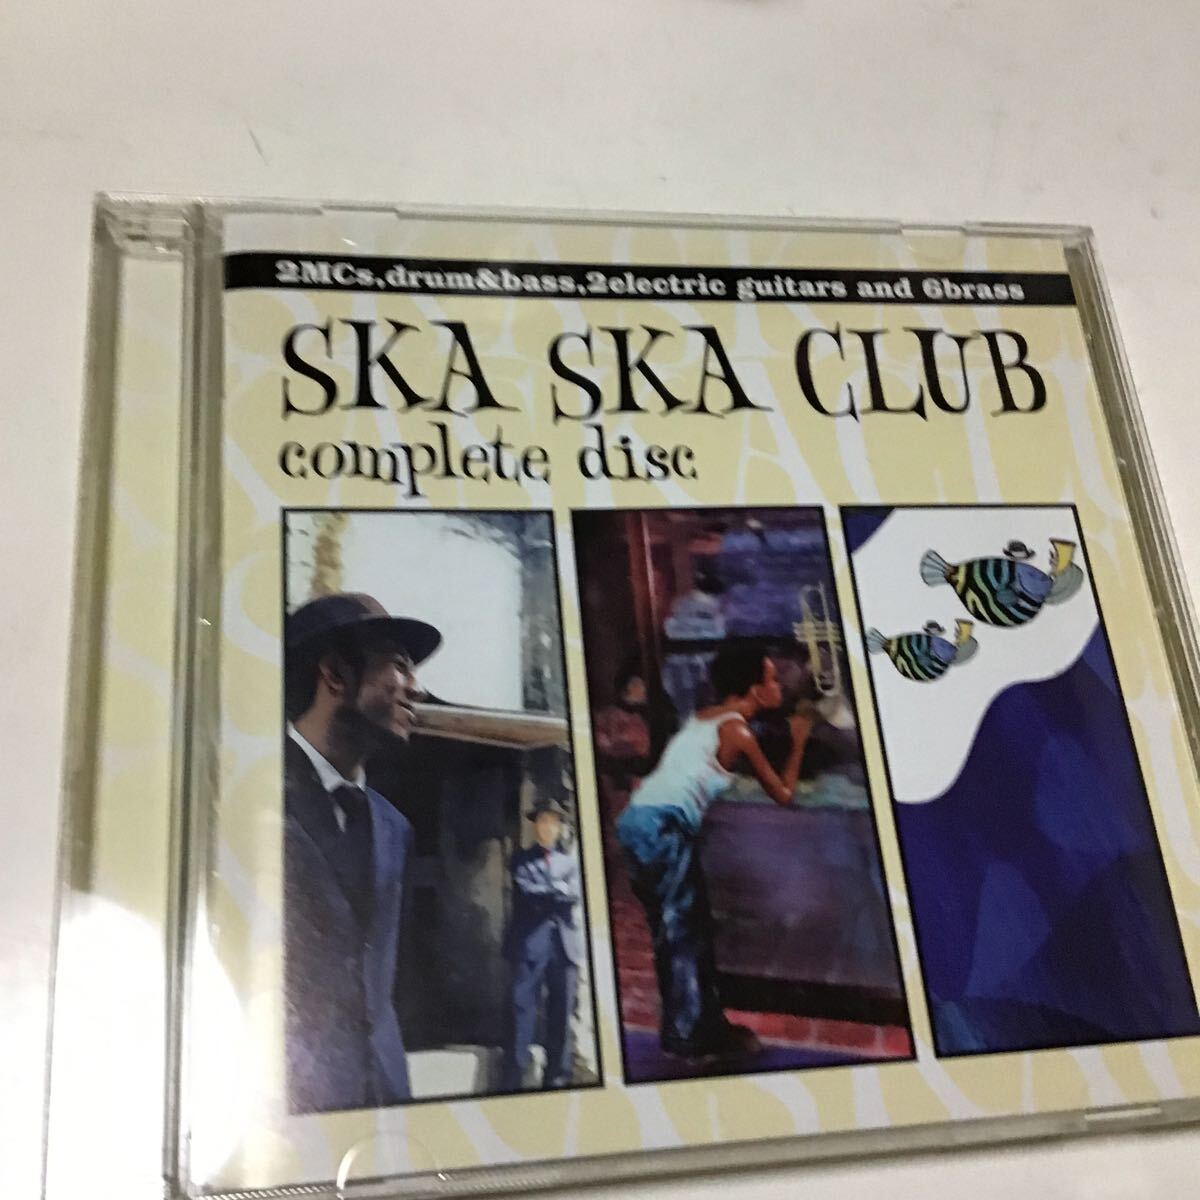 2MCs,drum&bass,2electric guitars and 6brass
SKA SKA CLUB
complete disc